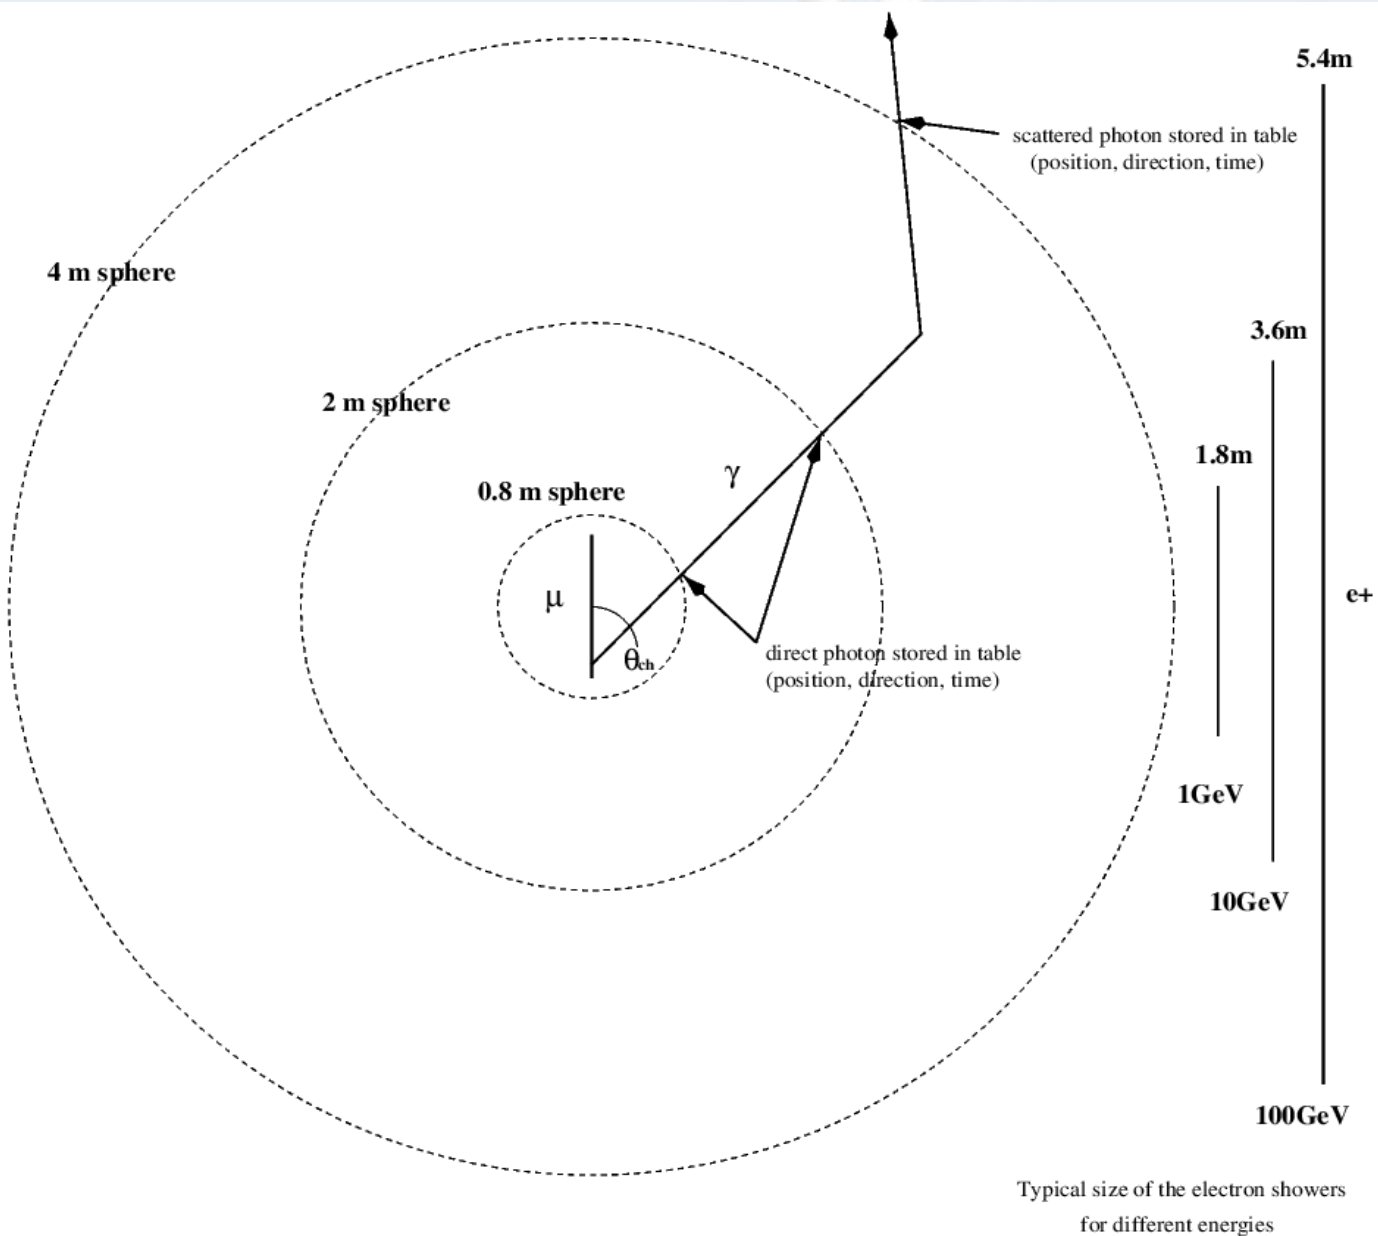 5.4m
scattered photon stored in table
(position, direction, time)
4 m sphere
3.6m
2 m sphere
1.8m
γ
0.8 m sphere
μ
e+
θch
direct photon stored in table
(position, direction, time)
1GeV
10GeV
100GeV
Typical size of the electron showers
for different energies